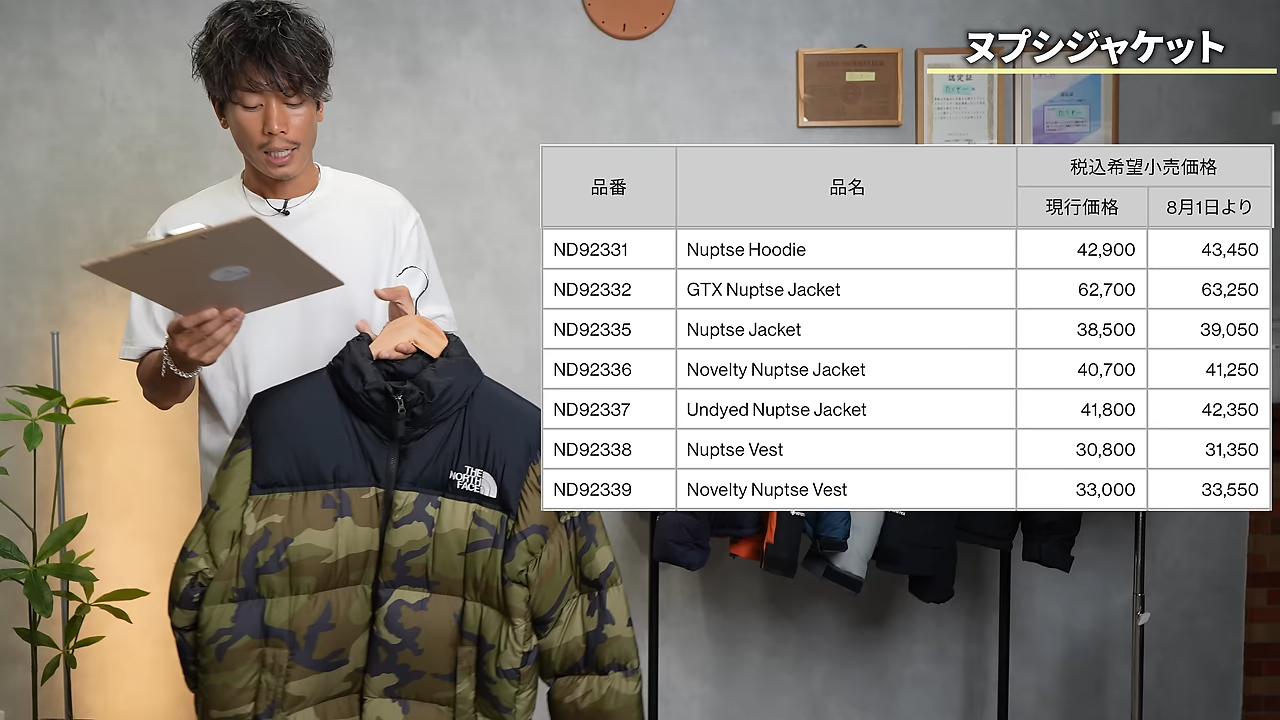 ヌプシジャケット
認定証
品番 品名 税込希望小売価格
現行価格 8月1日より
ND92331 Nuptse Hoodie 42,900 43,450
ND92332 GTX Nuptse Jacket 62,700 63,250
ND92335 Nuptse Jacket 38,500 39,050
ND92336 Novelty Nuptse Jacket 40,700 41,250
ND92337 Undyed Nuptse Jacket 41,800 42,350
ND92338 Nuptse Vest 30,800 31,350
ND92339 Novelty Nuptse Vest 33,000 33,550
THE
NORTH
FACE